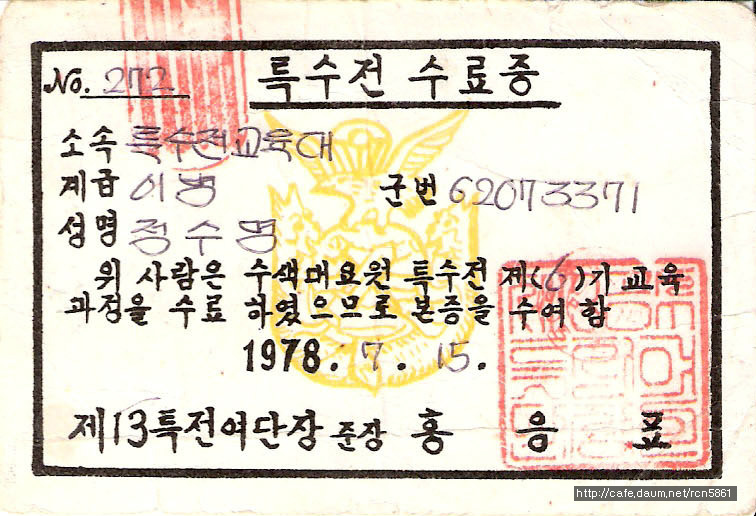 No. 272
특수전 수료증
소속 특수전교육대
계급 이병 군번 62073371
성명 정수명
위 사람은 수색대요원 특수전 제(6)기 교육
과정을 수료 하였으므로 본증을 수여 함
1978. 7. 15.
제13특전여단장 준장 홍 응 표
http://cafe.daum.net/rcn5861